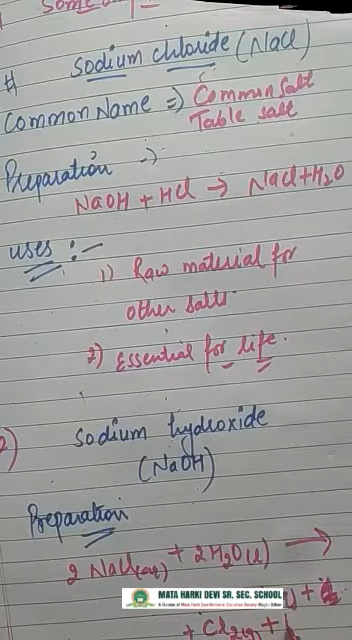 Some
# Sodium chloride (NaCl)
Common Name => Common salt
Table salt
Preparation ->
NaOH + HCl → NaCl+H2O
uses :-
1) Raw material for
other salts.
2) Essential for life.
2) Sodium hydroxide
(NaOH)
Preparation
2 NaCl(aq) + 2H2O(l) →
MATA HARKI DEVI SR. SEC. SCHOOL
+ Cl2(g) +